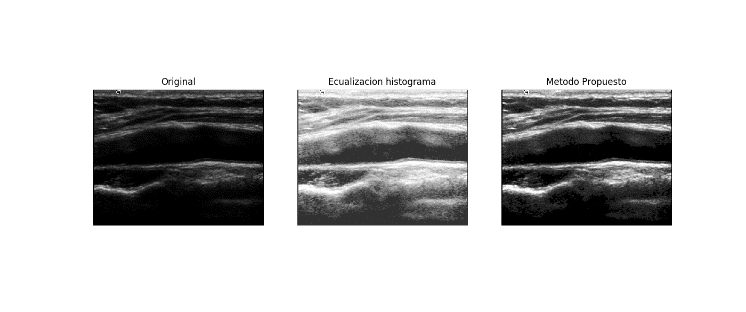 Original
Ecualizacion histograma
Metodo Propuesto